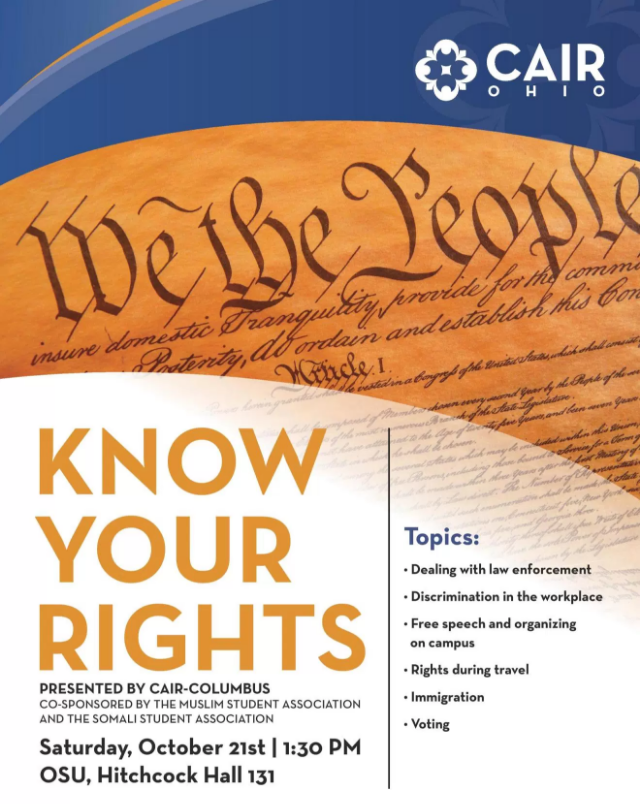 CAIR
OHIO
We the People
insure domestic Tranquility, provide for the comm
Posterity, do ordain and establish this Con
Article. I.
KNOW
YOUR
RIGHTS
PRESENTED BY CAIR-COLUMBUS
CO-SPONSORED BY THE MUSLIM STUDENT ASSOCIATION
AND THE SOMALI STUDENT ASSOCIATION
Saturday, October 21st | 1:30 PM
OSU, Hitchcock Hall 131
Topics:
• Dealing with law enforcement
• Discrimination in the workplace
• Free speech and organizing
on campus
• Rights during travel
• Immigration
• Voting